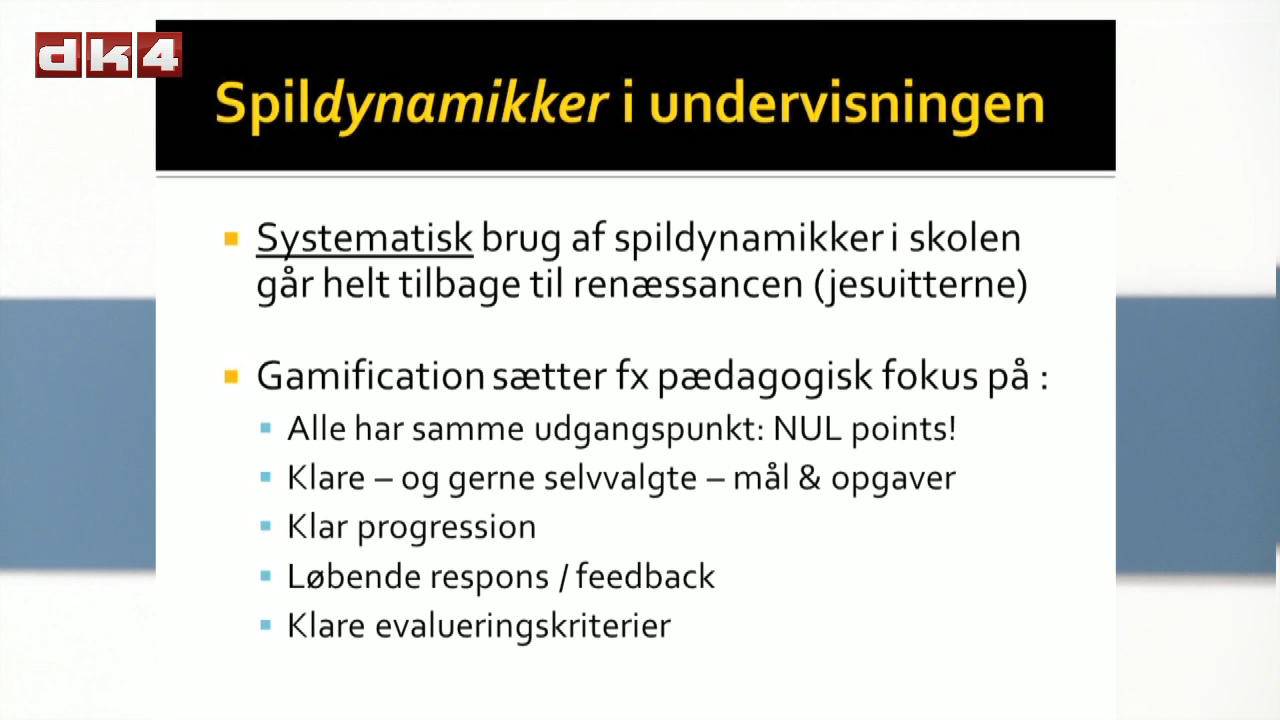 dk4
Spildynamikker i undervisningen
Systematisk brug af spildynamikker i skolen
går helt tilbage til renæssancen (jesuitterne)
Gamification sætter fx pædagogisk fokus på :
Alle har samme udgangspunkt: NUL points!
Klare – og gerne selvvalgte – mål & opgaver
Klar progression
Løbende respons / feedback
Klare evalueringskriterier